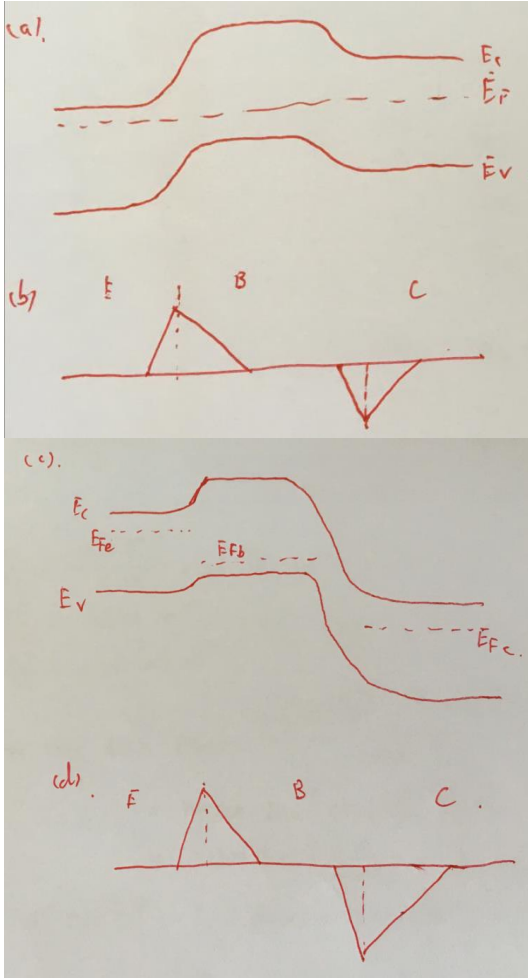 (a).
Ec
EF
Ev
(b)
E B C
(c).
Ec
EFe
EFb
Ev
EFc.
(d).
E B C.